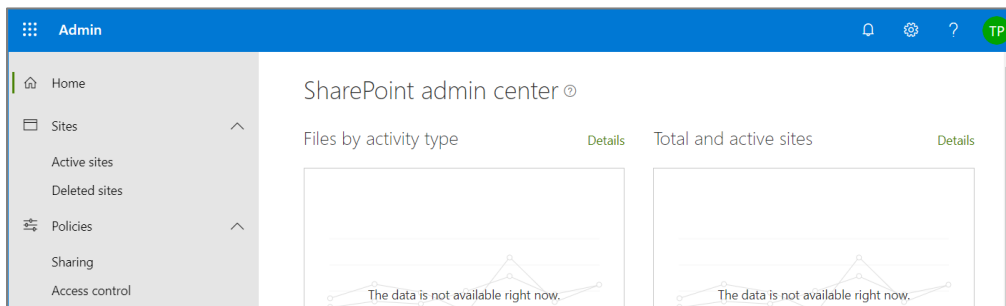 Admin
?
TP
Home
Sites
Active sites
Deleted sites
Policies
Sharing
Access control
SharePoint admin center ?
Files by activity type
Details
The data is not available right now.
Total and active sites
Details
The data is not available right now.